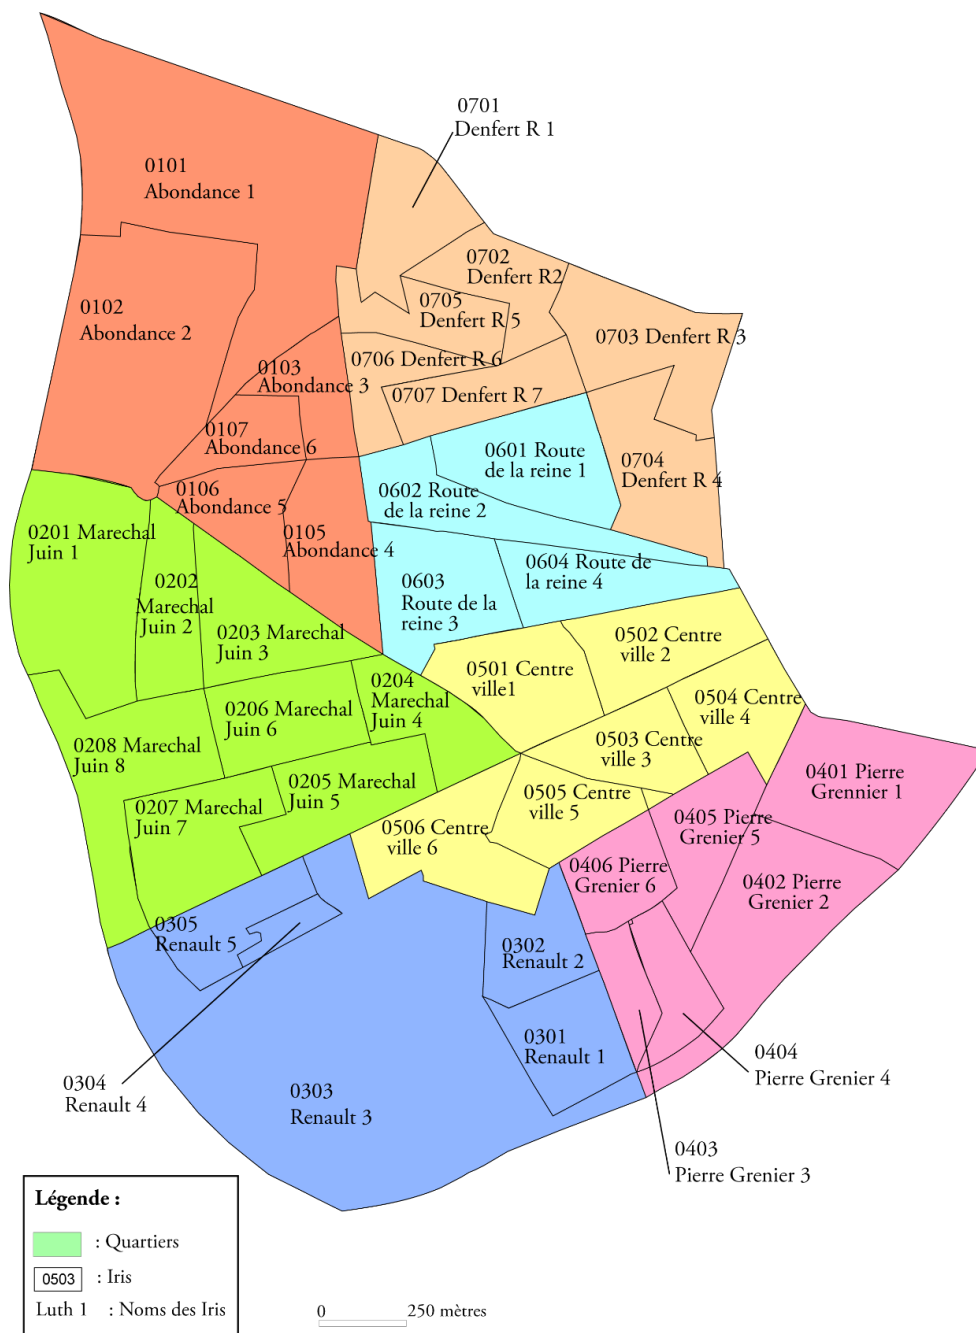 0701
Denfert R 1
0101
Abondance 1
0702
Denfert R2
0102
Abondance 2
0705
Denfert R 5
0703 Denfert R 3
0706 Denfert R 6
0103
Abondance 3
0707 Denfert R 7
0107
Abondance 6
0601 Route
de la reine 1
0704
Denfert R 4
0106
Abondance 5
0602 Route
de la reine 2
0105
Abondance 4
0201 Marechal
Juin 1
0604 Route de
la reine 4
0603
Route de la
reine 3
0202
Marechal
Juin 2
0203 Marechal
Juin 3
0502 Centre
ville 2
0501 Centre
ville1
0204
Marechal
Juin 4
0504 Centre
ville 4
0206 Marechal
Juin 6
0503 Centre
ville 3
0208 Marechal
Juin 8
0401 Pierre
Grennier 1
0205 Marechal
Juin 5
0505 Centre
ville 5
0207 Marechal
Juin 7
0405 Pierre
Grenier 5
0506 Centre
ville 6
0406 Pierre
Grenier 6
0402 Pierre
Grenier 2
0305
Renault 5
0302
Renault 2
0301
Renault 1
0404
Pierre Grenier 4
0304
Renault 4
0303
Renault 3
0403
Pierre Grenier 3
Légende :
: Quartiers
0503 : Iris
Luth 1 : Noms des Iris
0 250 mètres